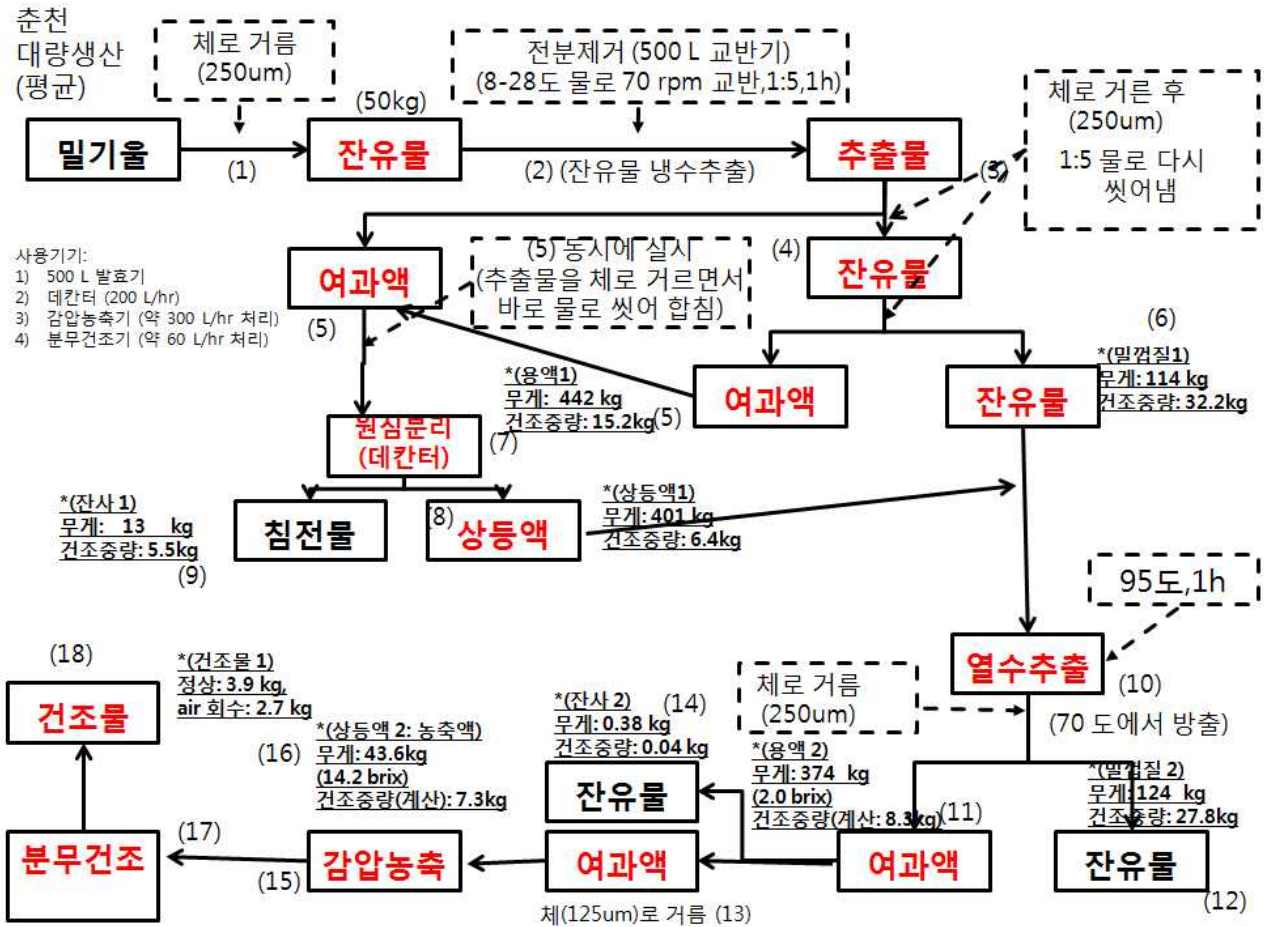 춘천
대량생산
(평균)
체로 거름
(250um)
전분제거 (500 L 교반기)
(8-28도 물로 70 rpm 교반,1:5,1h)
체로 거른 후
(250um)
1:5 물로 다시
씻어냄
(50kg)
밀기울
(1)
잔유물
(2) (잔유물 냉수추출)
추출물
(3)
사용기기:
1) 500 L 발효기
2) 데칸터 (200 L/hr)
3) 감압농축기 (약 300 L/hr 처리)
4) 분무건조기 (약 60 L/hr 처리)
여과액
(5)
(5) 동시에 실시
(추출물을 체로 거르면서
바로 물로 씻어 합침)
(4)
잔유물
(6)
*(용액1)
무게: 442 kg
건조중량: 15.2kg
(5)
여과액
잔유물
*(밀껍질1)
무게: 114 kg
건조중량: 32.2kg
원심분리
(데칸터)
(7)
*(잔사 1)
무게: 13 kg
건조중량: 5.5kg
(9)
침전물
(8)
상등액
*(상등액1)
무게: 401 kg
건조중량: 6.4kg
95도,1h
열수추출
(10)
(70 도에서 방출)
체로 거름
(250um)
(18)
건조물
*(건조물 1)
정상: 3.9 kg,
air 회수: 2.7 kg
(16)
*(상등액 2: 농축액)
무게: 43.6kg
(14.2 brix)
건조중량(계산): 7.3kg
*(잔사 2)
무게: 0.38 kg
건조중량: 0.04 kg
(14)
잔유물
*(용액 2)
무게: 374 kg
(2.0 brix)
건조중량(계산: 8.3kg)
(11)
*(밀껍질 2)
무게: 124 kg
건조중량: 27.8kg
분무건조
(17)
(15)
감압농축
여과액
여과액
잔유물
(12)
체(125um)로 거름 (13)